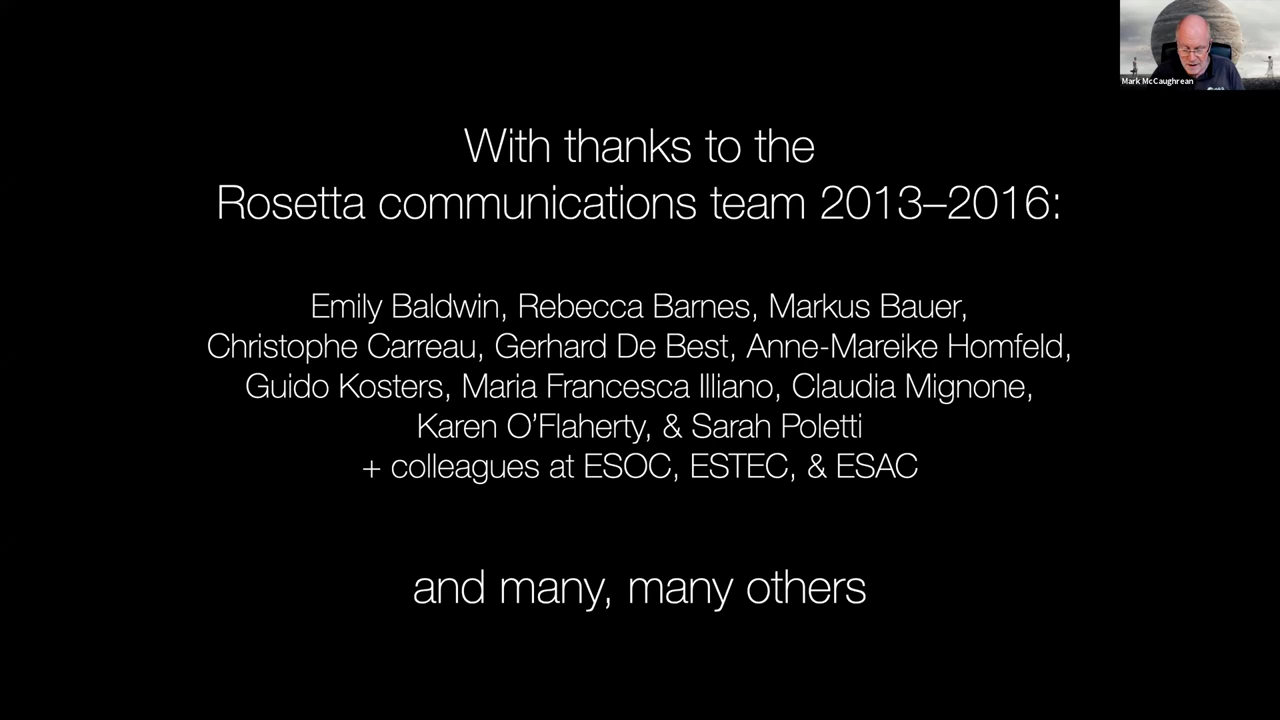 Mark McCaughrean
With thanks to the
Rosetta communications team 2013–2016:
Emily Baldwin, Rebecca Barnes, Markus Bauer,
Christophe Carreau, Gerhard De Best, Anne-Mareike Homfeld,
Guido Kosters, Maria Francesca Illiano, Claudia Mignone,
Karen O’Flaherty, & Sarah Poletti
+ colleagues at ESOC, ESTEC, & ESAC
and many, many others